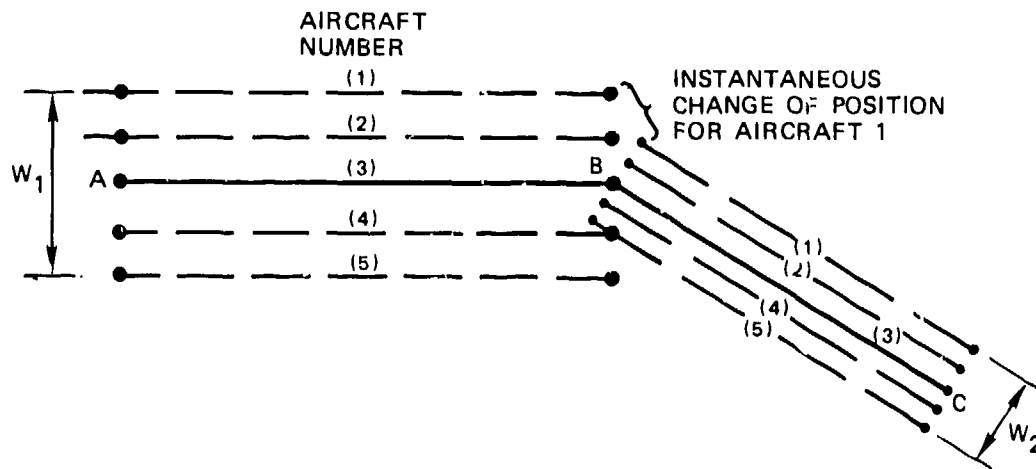 AIRCRAFT
NUMBER
(1)
INSTANTANEOUS
CHANGE OF POSITION
FOR AIRCRAFT 1
(2)
W1
A
(3)
B
(4)
(5)
(1)
(2)
(3)
(4)
(5)
C
W2